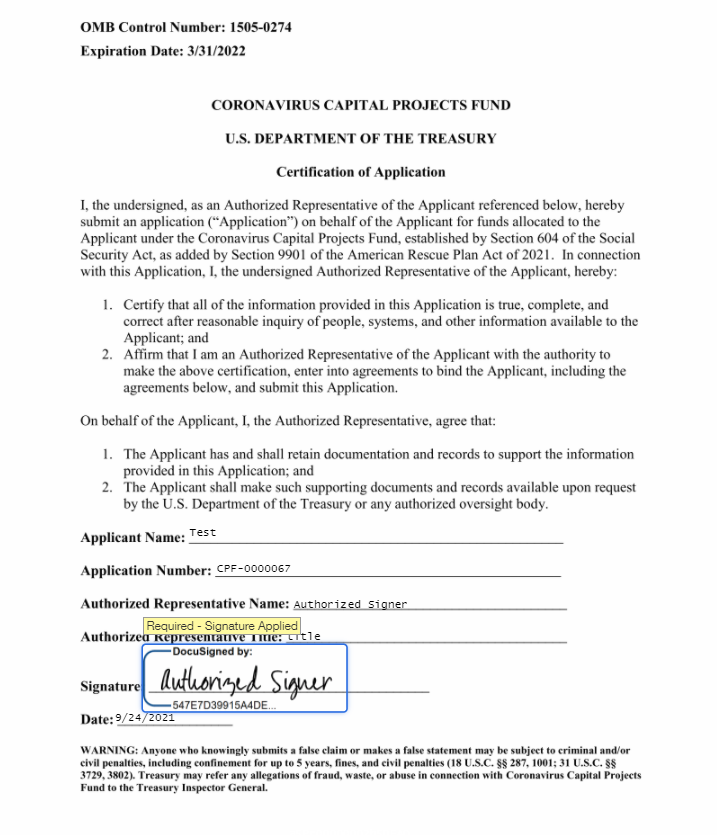 OMB Control Number: 1505-0274
Expiration Date: 3/31/2022
CORONAVIRUS CAPITAL PROJECTS FUND
U.S. DEPARTMENT OF THE TREASURY
Certification of Application
I, the undersigned, as an Authorized Representative of the Applicant referenced below, hereby
submit an application (“Application”) on behalf of the Applicant for funds allocated to the
Applicant under the Coronavirus Capital Projects Fund, established by Section 604 of the Social
Security Act, as added by Section 9901 of the American Rescue Plan Act of 2021. In connection
with this Application, I, the undersigned Authorized Representative of the Applicant, hereby:
1. Certify that all of the information provided in this Application is true, complete, and
correct after reasonable inquiry of people, systems, and other information available to the
Applicant; and
2. Affirm that I am an Authorized Representative of the Applicant with the authority to
make the above certification, enter into agreements to bind the Applicant, including the
agreements below, and submit this Application.
On behalf of the Applicant, I, the Authorized Representative, agree that:
1. The Applicant has and shall retain documentation and records to support the information
provided in this Application; and
2. The Applicant shall make such supporting documents and records available upon request
by the U.S. Department of the Treasury or any authorized oversight body.
Applicant Name: Test
Application Number: CPF-0000067
Authorized Representative Name: Authorized Signer
Required - Signature Applied
Authorized Representative Title: title
DocuSigned by:
Signature Authorized Signer
547E7D39915A4DE...
Date: 9/24/2021
WARNING: Anyone who knowingly submits a false claim or makes a false statement may be subject to criminal and/or
civil penalties, including confinement for up to 5 years, fines, and civil penalties (18 U.S.C. §§ 287, 1001; 31 U.S.C. §§
3729, 3802). Treasury may refer any allegations of fraud, waste, or abuse in connection with Coronavirus Capital Projects
Fund to the Treasury Inspector General.